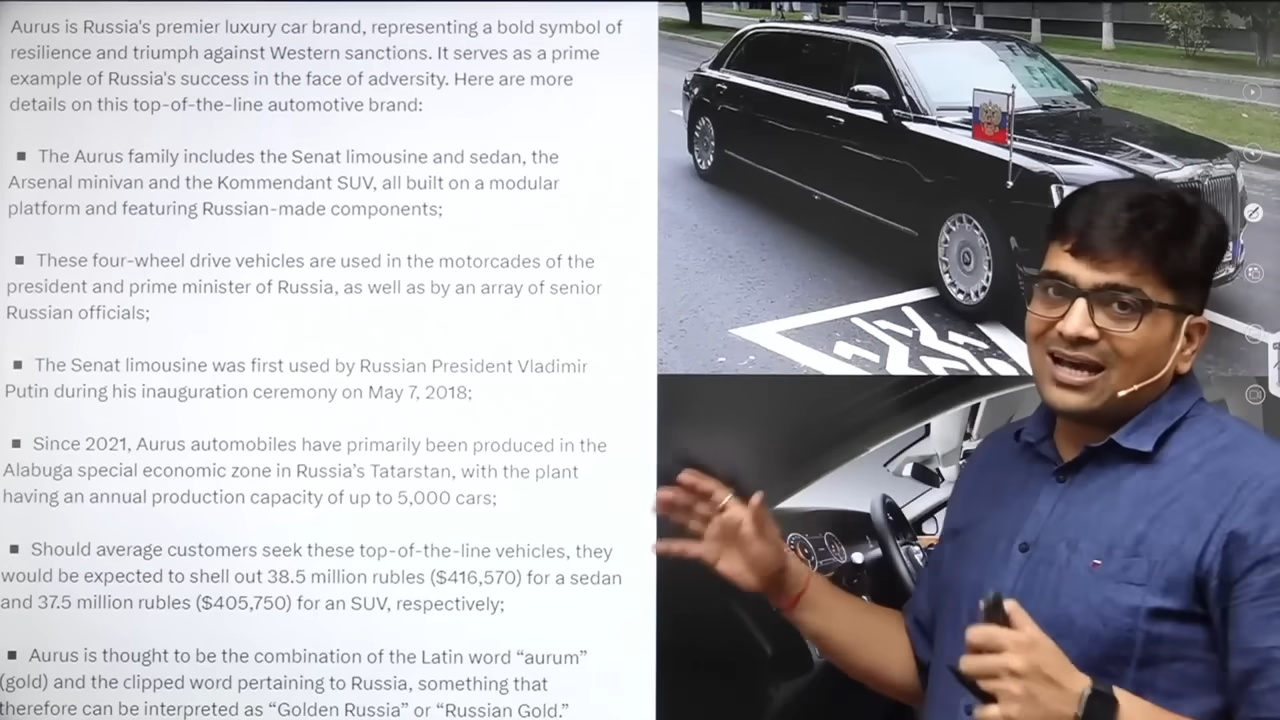 Aurus is Russia's premier luxury car brand, representing a bold symbol of
resilience and triumph against Western sanctions. It serves as a prime
example of Russia's success in the face of adversity. Here are more
details on this top-of-the-line automotive brand:
▪ The Aurus family includes the Senat limousine and sedan, the
Arsenal minivan and the Kommendant SUV, all built on a modular
platform and featuring Russian-made components;
▪ These four-wheel drive vehicles are used in the motorcades of the
president and prime minister of Russia, as well as by an array of senior
Russian officials;
▪ The Senat limousine was first used by Russian President Vladimir
Putin during his inauguration ceremony on May 7, 2018;
▪ Since 2021, Aurus automobiles have primarily been produced in the
Alabuga special economic zone in Russia’s Tatarstan, with the plant
having an annual production capacity of up to 5,000 cars;
▪ Should average customers seek these top-of-the-line vehicles, they
would be expected to shell out 38.5 million rubles ($416,570) for a sedan
and 37.5 million rubles ($405,750) for an SUV, respectively;
▪ Aurus is thought to be the combination of the Latin word “aurum”
(gold) and the clipped word pertaining to Russia, something that
therefore can be interpreted as “Golden Russia” or “Russian Gold.”